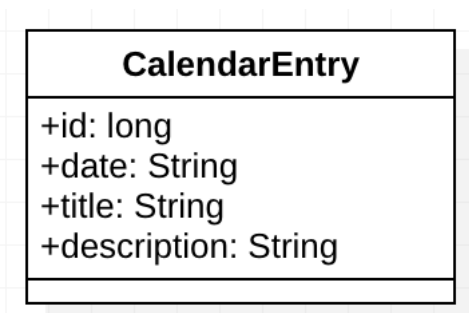 CalendarEntry
+id: long
+date: String
+title: String
+description: String